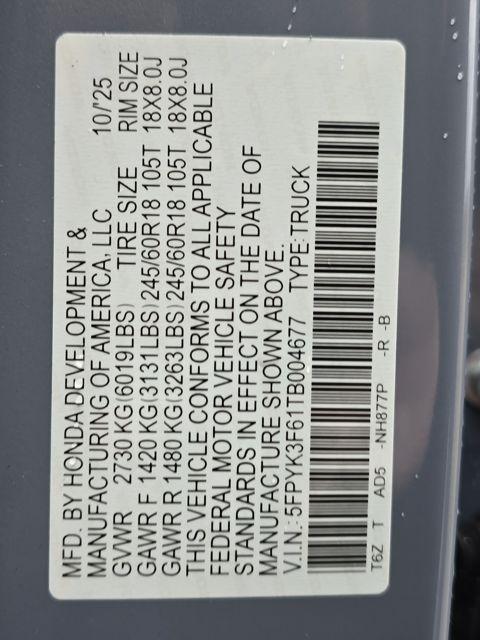 MFD. BY HONDA DEVELOPMENT &
MANUFACTURING OF AMERICA, LLC 10/'25
GVWR 2730 KG(6019LBS) TIRE SIZE RIM SIZE
GAWR F 1420 KG(3131LBS) 245/60R18 105T 18X8.0J
GAWR R 1480 KG(3263LBS) 245/60R18 105T 18X8.0J
THIS VEHICLE CONFORMS TO ALL APPLICABLE
FEDERAL MOTOR VEHICLE SAFETY
STANDARDS IN EFFECT ON THE DATE OF
MANUFACTURE SHOWN ABOVE.
V.I.N.: 5FPYK3F61TB004677 TYPE:TRUCK
T6Z T AD5 -NH877P -R -B